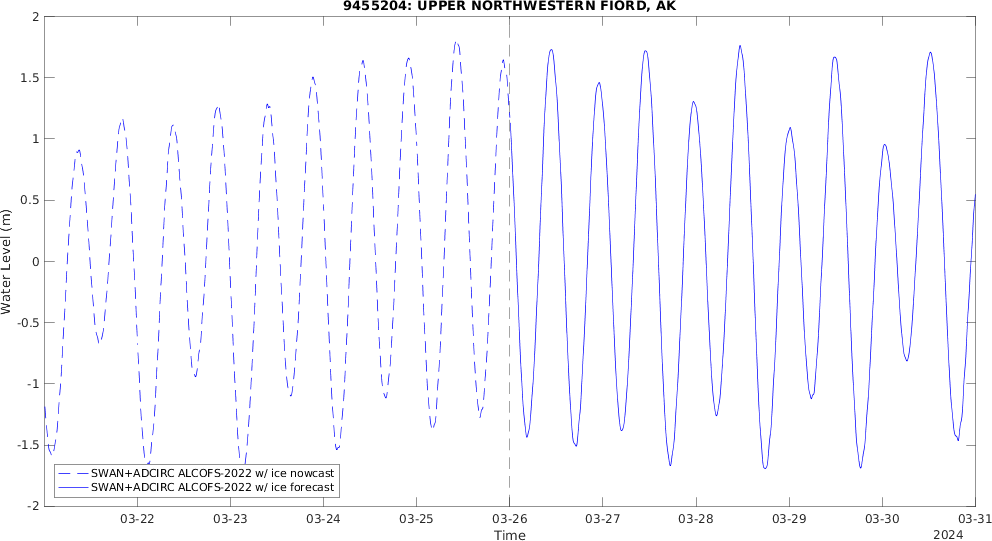 9455204: UPPER NORTHWESTERN FIORD, AK
2
1.5
1
0.5
0
-0.5
-1
-1.5
-2
Water Level (m)
SWAN+ADCIRC ALCOFS-2022 w/ ice nowcast
SWAN+ADCIRC ALCOFS-2022 w/ ice forecast
03-22 03-23 03-24 03-25 03-26 03-27 03-28 03-29 03-30 03-31
Time
2024